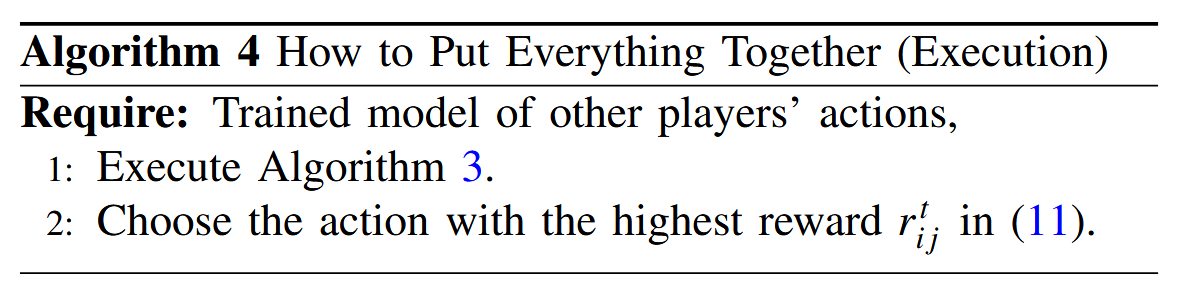 Algorithm 4 How to Put Everything Together (Execution)
Require: Trained model of other players’ actions,
1: Execute Algorithm 3.
2: Choose the action with the highest reward $r_{ij}^{t}$ in (11).